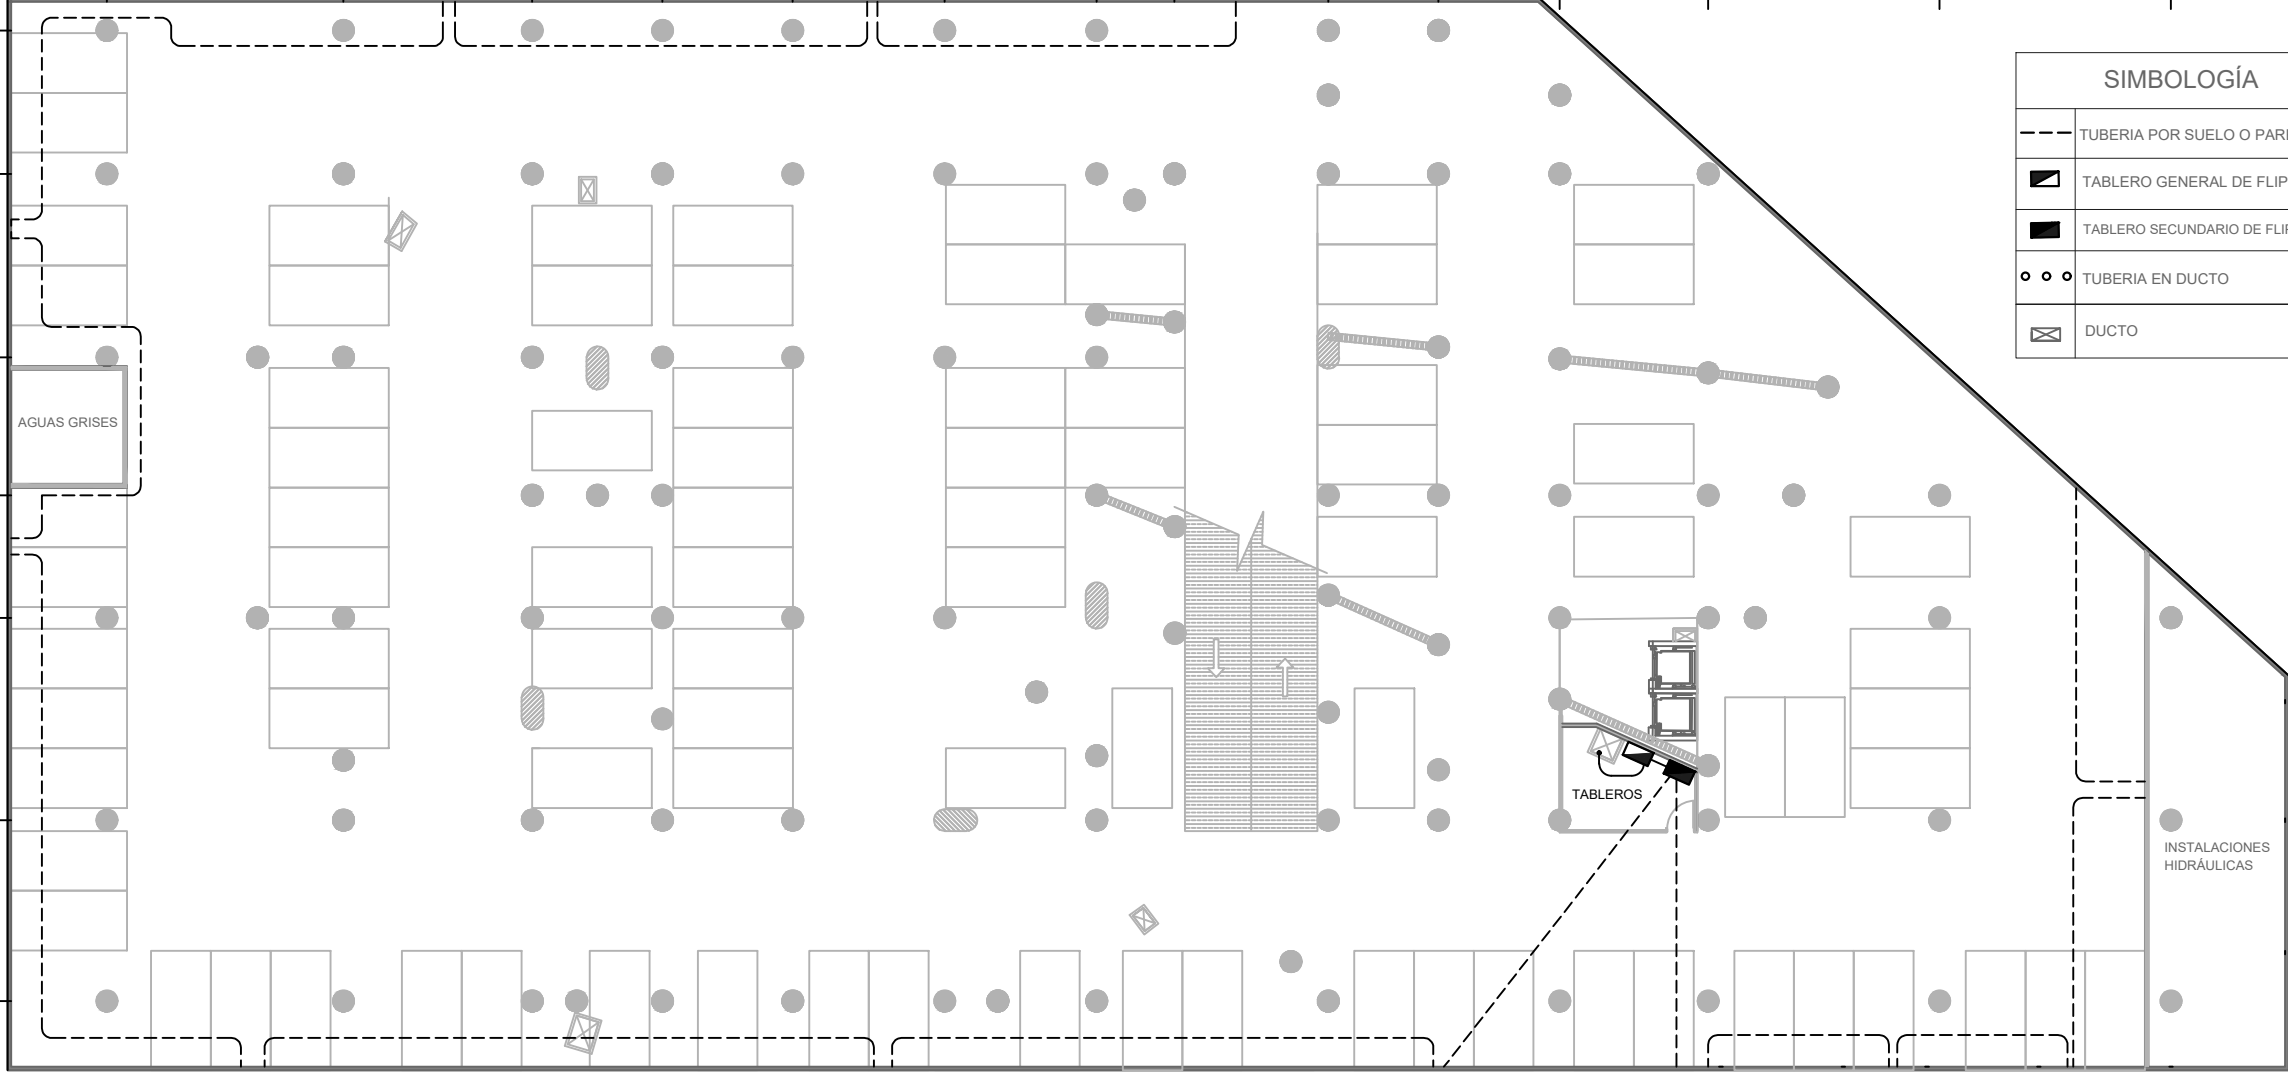 SIMBOLOGÍA
TUBERIA POR SUELO O PARE
TABLERO GENERAL DE FLIP
TABLERO SECUNDARIO DE FLI
TUBERIA EN DUCTO
DUCTO
AGUAS GRISES
TABLEROS
INSTALACIONES
HIDRÁULICAS